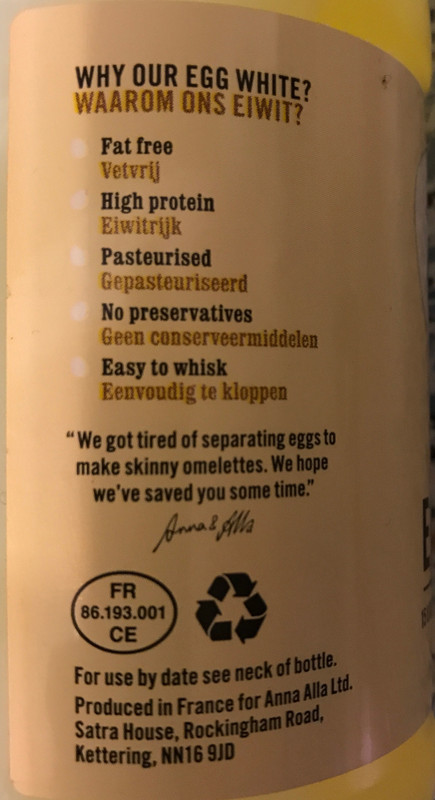 WHY OUR EGG WHITE?
WAAROM ONS EIWIT?
Fat free
Vetvrij
High protein
Eiwitrijk
Pasteurised
Gepasteuriseerd
No preservatives
Geen conserveermiddelen
Easy to whisk
Eenvoudig te kloppen
“We got tired of separating eggs to
make skinny omelettes. We hope
we've saved you some time.”
Anna & Alla
FR
86.193.001
CE
For use by date see neck of bottle.
Produced in France for Anna Alla Ltd.
Satra House, Rockingham Road,
Kettering, NN16 9JD